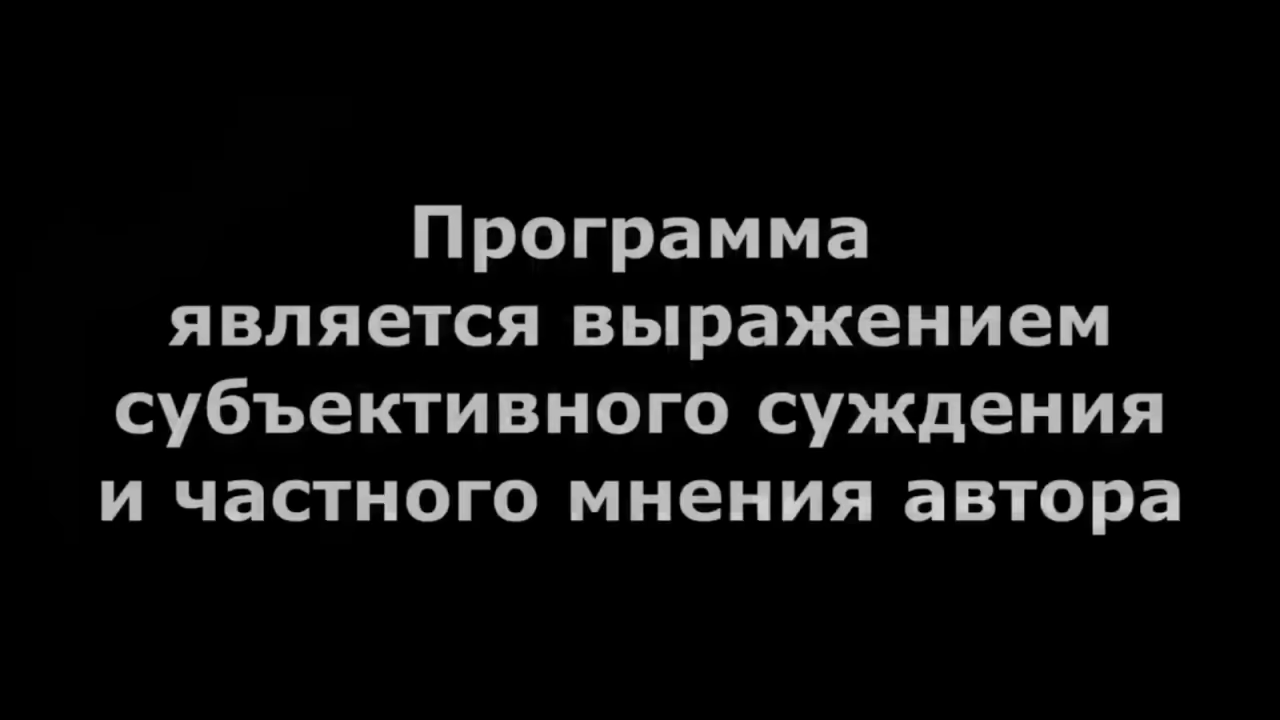 Программа
является выражением
субъективного суждения
и частного мнения автора